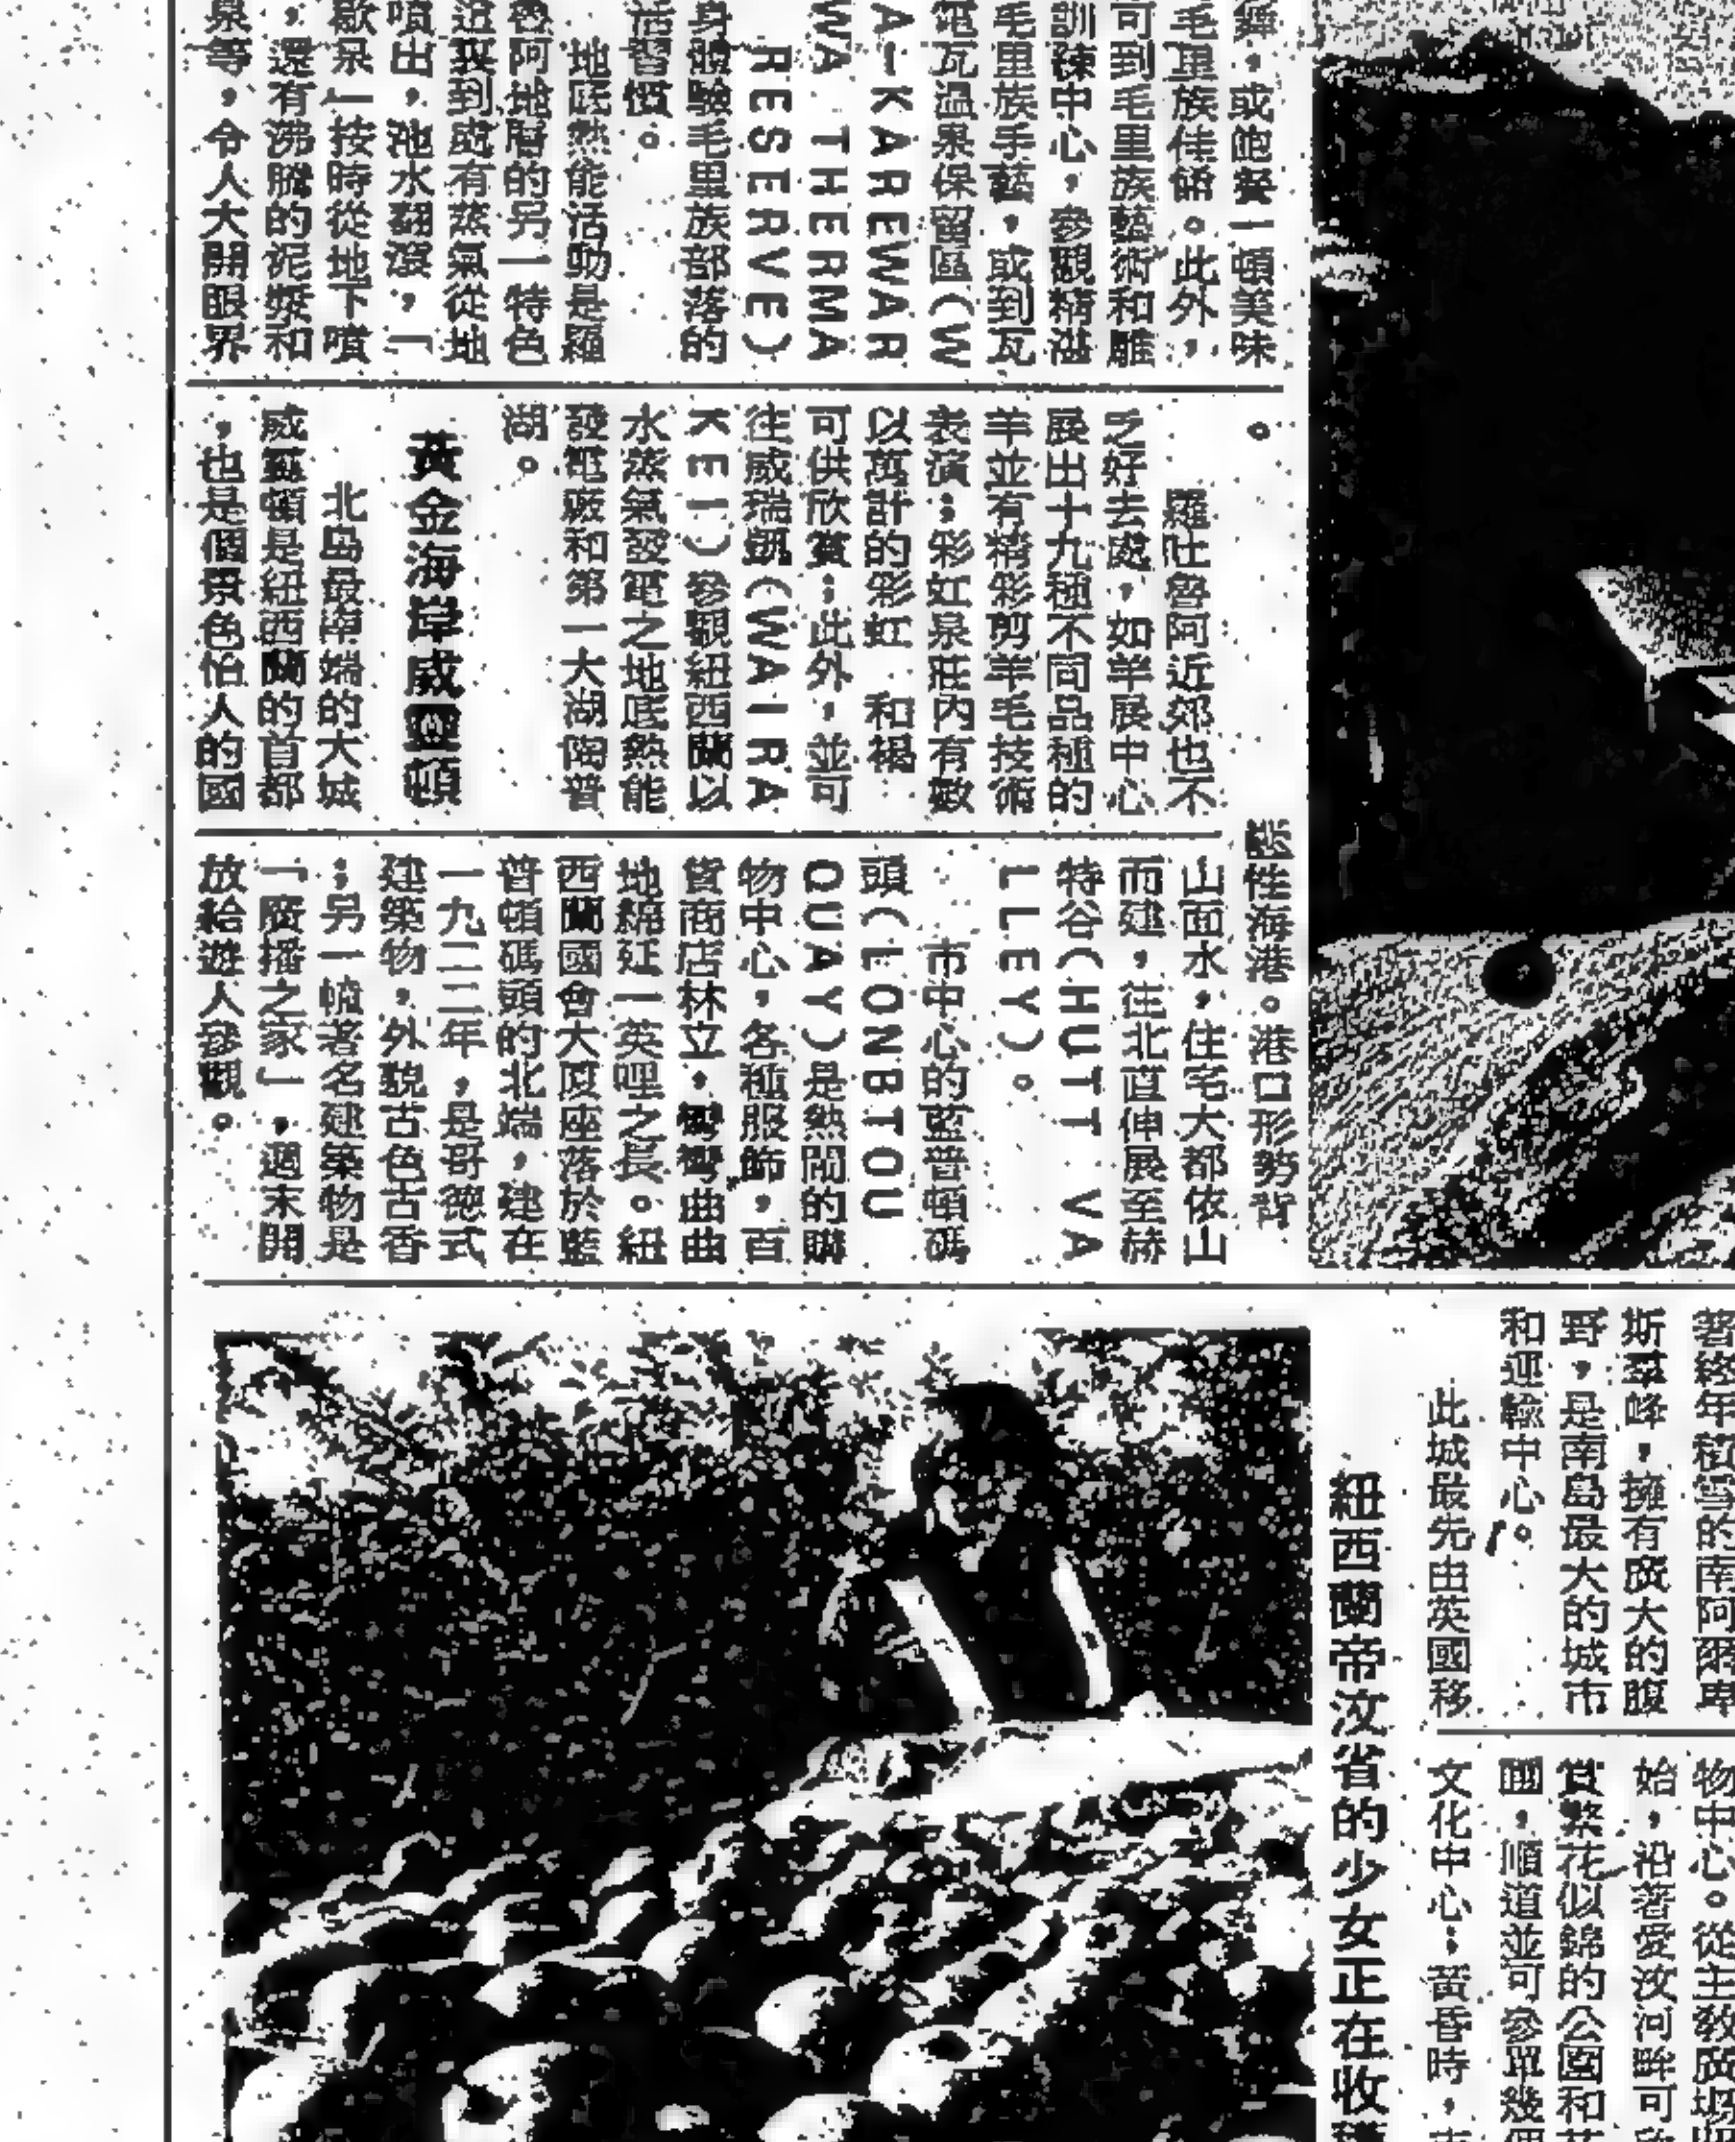 舞，或飽餐一頓美味
毛里族佳餚。此外，
可到毛里族藝術和雕
訓練中心，參觀精湛
毛里族手藝，或到瓦
電瓦溫泉保留區（W
A－KAREWAR
WA THERMA
RESERVE）
身體驗毛里族部落的
活習慣。
地底熱能活動是羅
魯阿地層的另一特色
近釵到處有蒸氣從地
噴出，池水翻滾，「
歇呆」按時從地下噴
，還有沸騰的泥漿和
泉等，令人大開眼界
。
羅吐魯阿近郊也不
乏好去處，如羊展中心
展出十九種不同品種的
羊並有精彩剪羊毛技術
表演；彩虹泉莊內有數
以萬計的彩虹 和褐
可供欣賞；此外，並可
往威瑞凱（WAIRA
KEI）參觀紐西蘭以
水蒸氣發電之地底熱能
發電廠和第一大湖陶普
湖。
黃金海岸威靈頓
北島最南端的大城
威靈頓是紐西蘭的首都
，也是個景色怡人的國
際性海港。港口形勢背
山面水，住宅大都依山
而建，往北直伸展至赫
特谷（HUTT VA
LLEY）。
市中心的藍普頓碼
頭（LONBTOU
QUAY）是熱鬧的購
物中心，各種服飾，百
貨商店林立，彎彎曲曲
地綿延一英哩之長。紐
西蘭國會大廈座落於藍
普頓碼頭的北端，建在
一九二二年，是哥德式
建築物，外貌古色古香
；另一幢著名建築物是
「廣播之家」，週末開
放給遊人參觀。
著終年積雪的南阿爾卑
斯羣峰，擁有廣大的腹
野，是南島最大的城市
和運輸中心。
此城最先由英國移
物中心。從主教廣場
始，沿著愛汶河畔可
賞繁花似錦的公園和
園，順道並可參單幾
文化中心；黃昏時，
紐西蘭帝汶省的少女正在收